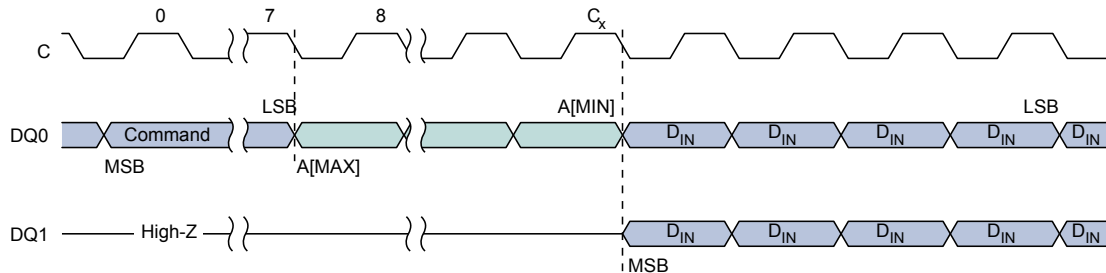 0 7 8 Cx
C
LSB A[MIN] LSB
DQ0 Command DIN DIN DIN DIN DIN
MSB A[MAX]
DQ1 High-Z DIN DIN DIN DIN DIN
MSB